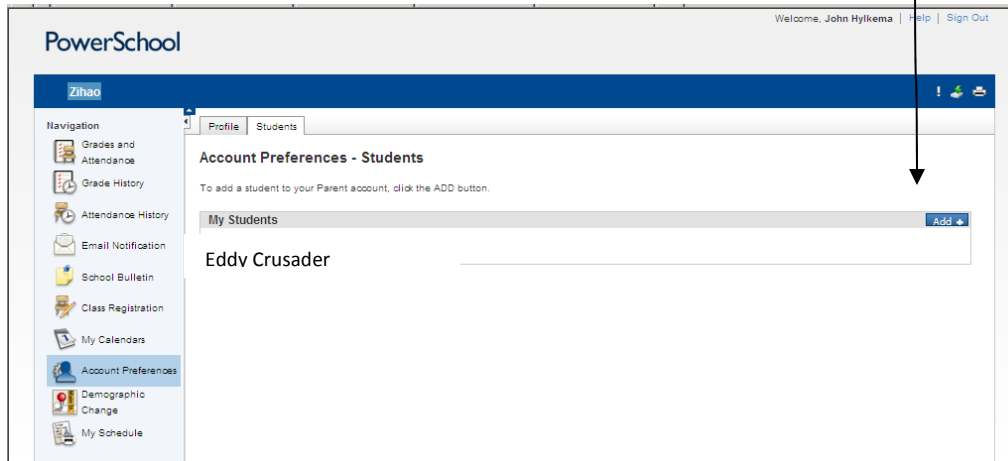 Welcome, John Hylkema | Help | Sign Out
PowerSchool
Zihao
!
Navigation
Grades and
Attendance
Grade History
Attendance History
Email Notification
School Bulletin
Class Registration
My Calendars
Account Preferences
Demographic
Change
My Schedule
Profile
Students
Account Preferences - Students
To add a student to your Parent account, click the ADD button.
My Students
Add +
Eddy Crusader